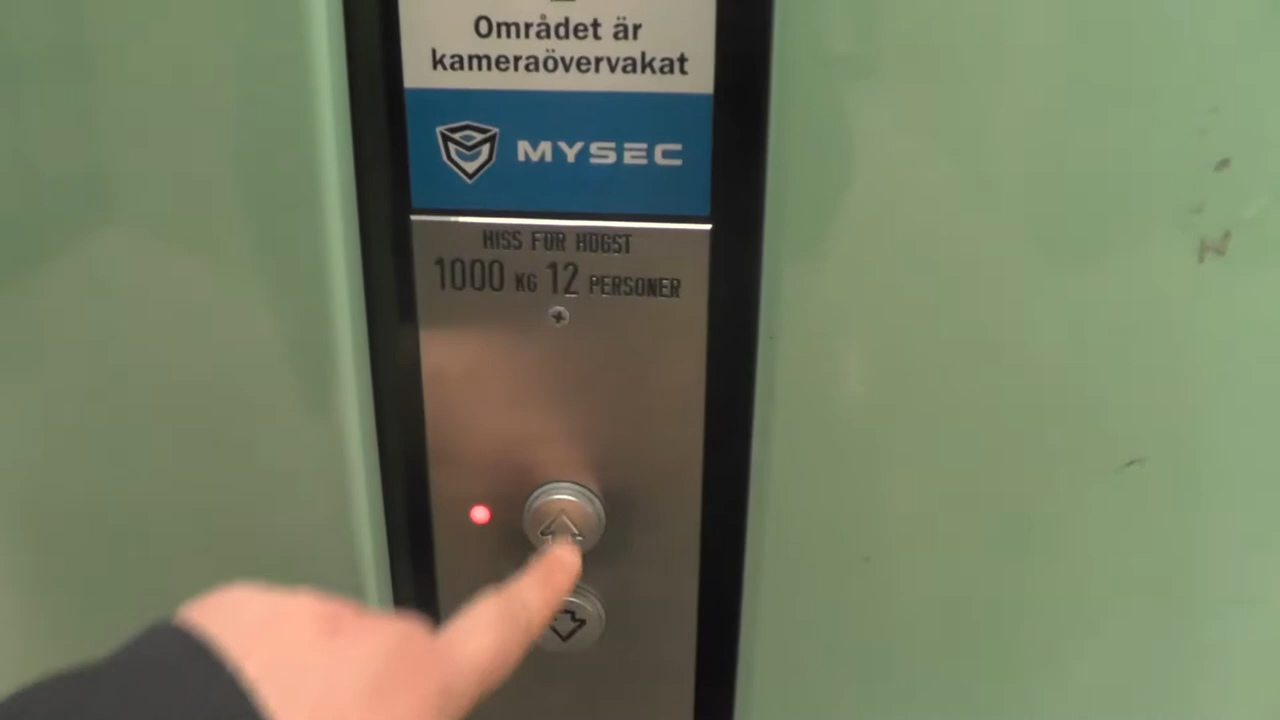 Området är
kameraövervakat
MYSEC
HISS FÖR HÖGST
1000 KG 12 PERSONER